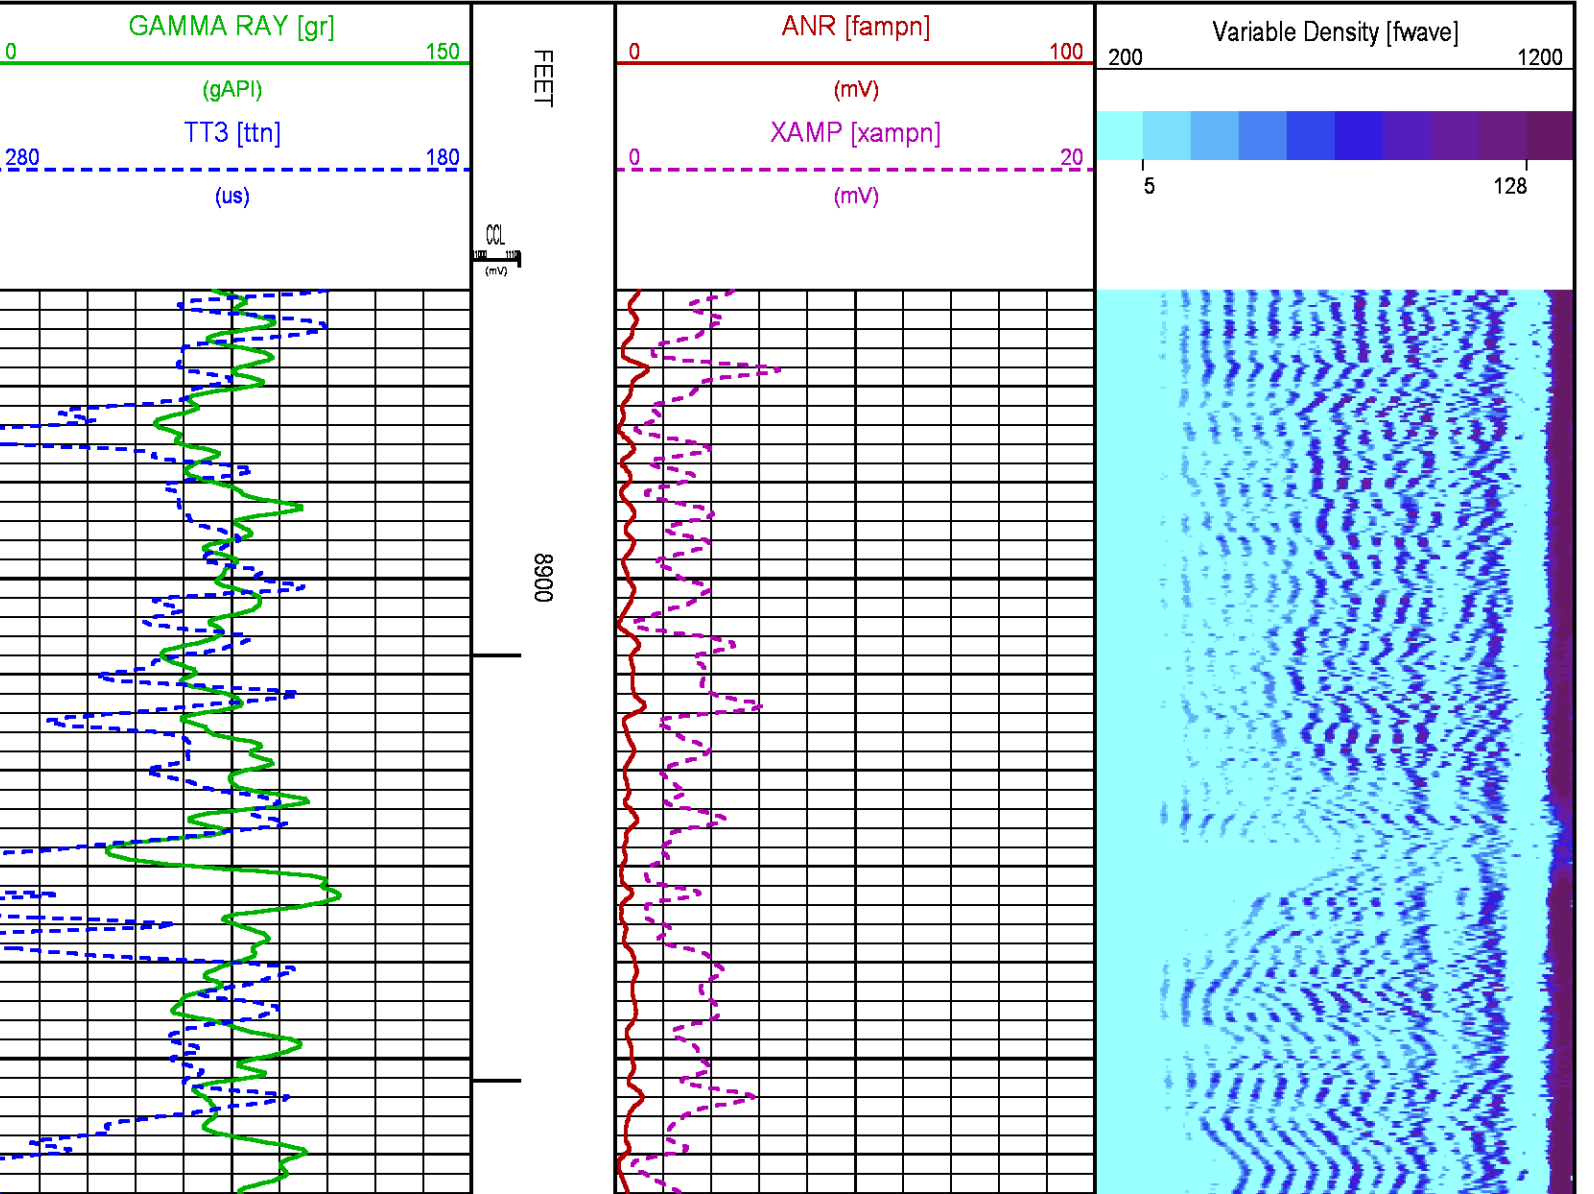 GAMMA RAY [gr]
0 150
(gAPI)
TT3 [ttn]
280 180
(us)
FEET
CCL
(mV)
ANR [fampn]
0 100
(mV)
XAMP [xampn]
0 20
(mV)
Variable Density [fwave]
200 1200
5 128
8900